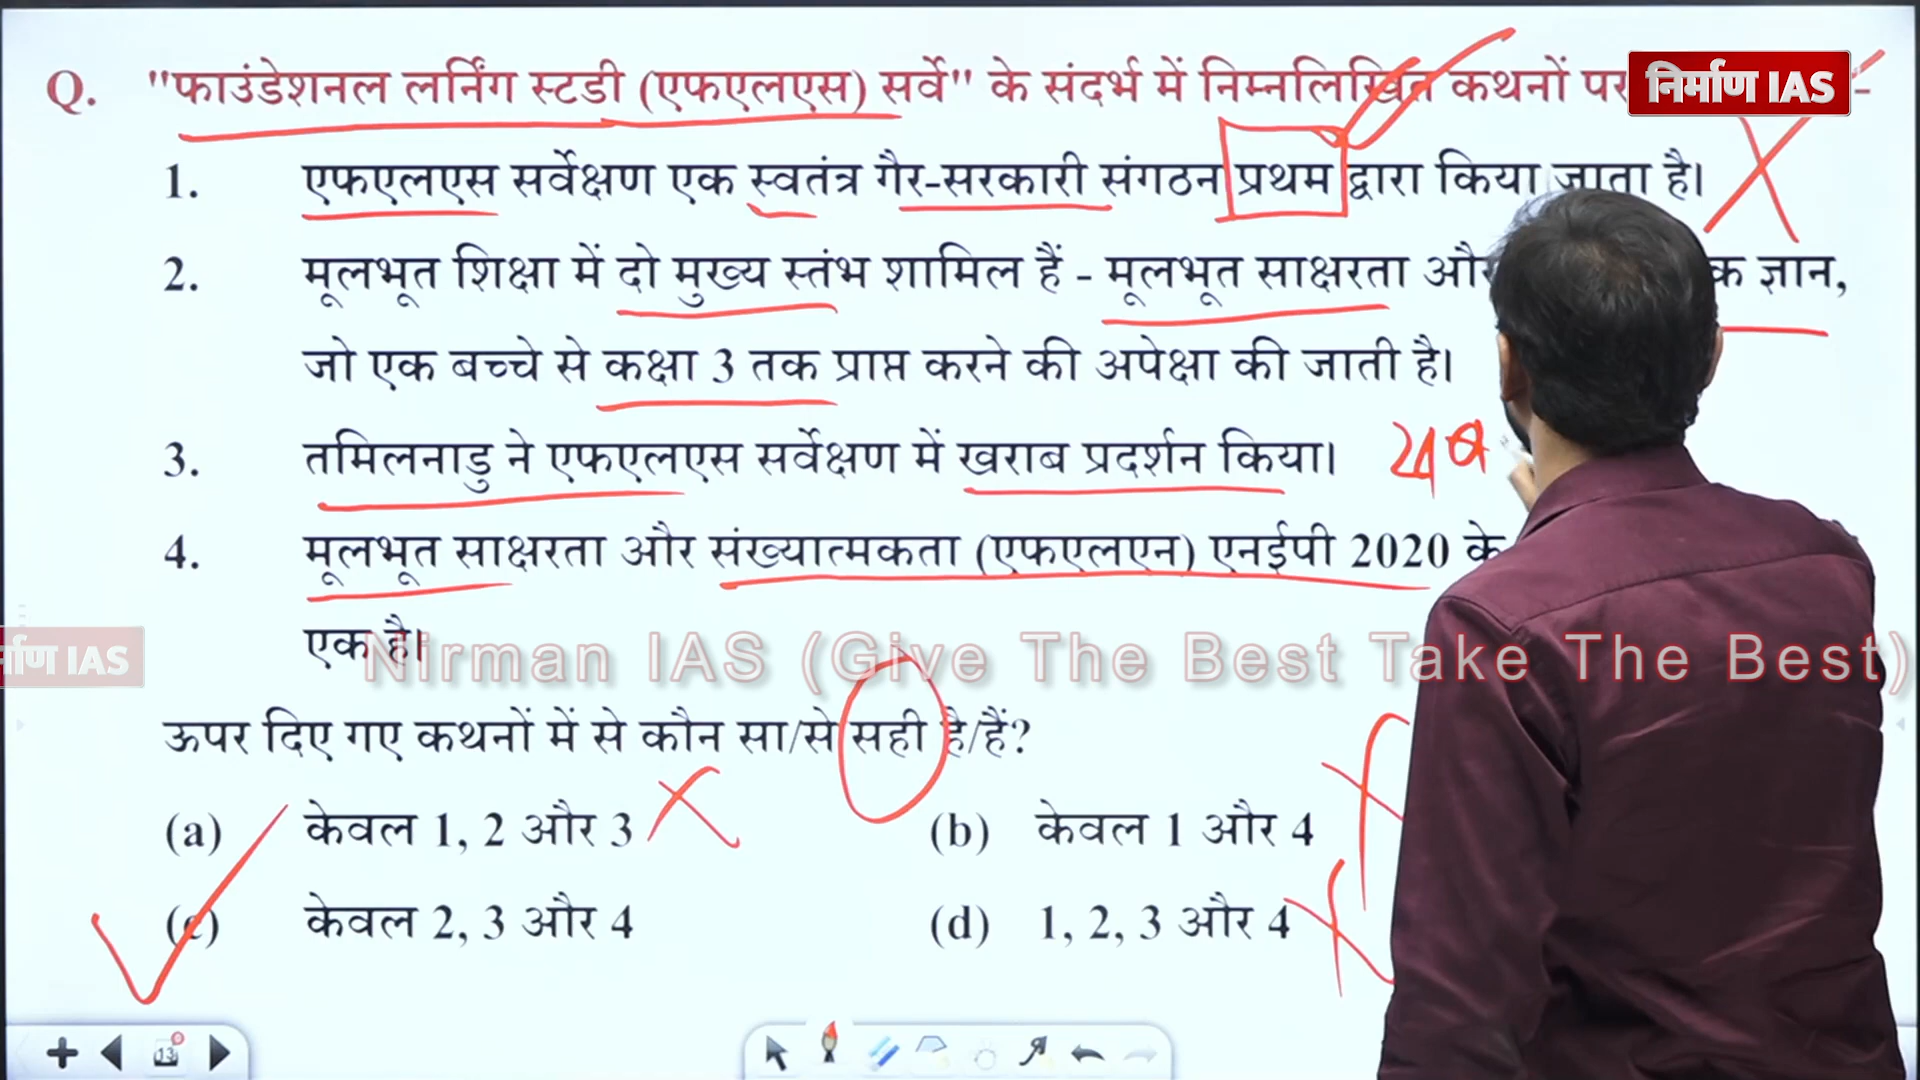 Q. "फाउंडेशनल लर्निंग स्टडी (एफएलएस) सर्वे" के संदर्भ में निम्नलिखित कथनों पर
निर्माण IAS
1. एफएलएस सर्वेक्षण एक स्वतंत्र गैर-सरकारी संगठन प्रथम द्वारा किया जाता है।
2. मूलभूत शिक्षा में दो मुख्य स्तंभ शामिल हैं - मूलभूत साक्षरता ज्ञान,
जो एक बच्चे से कक्षा 3 तक प्राप्त करने की अपेक्षा की जाती है।
3. तमिलनाडु ने एफएलएस सर्वेक्षण में खराब प्रदर्शन किया।
4. मूलभूत साक्षरता और संख्यात्मकता (एफएलएन) एनईपी 2020 के
एक है।
Nirman IAS (Give The Best Take The Best)
IAS
ऊपर दिए गए कथनों में से कौन सा/से सही है/हैं?
(a) केवल 1, 2 और 3
(b) केवल 1 और 4
(c) केवल 2, 3 और 4
(d) 1, 2, 3 और 4
13